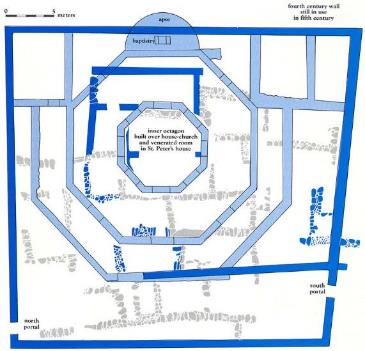 0 5
meters
apse
baptistry
fourth century wall
still in use
in fifth century
inner octagon
built over house-church
and venerated room
in St. Peter's house
north
portal
south
portal